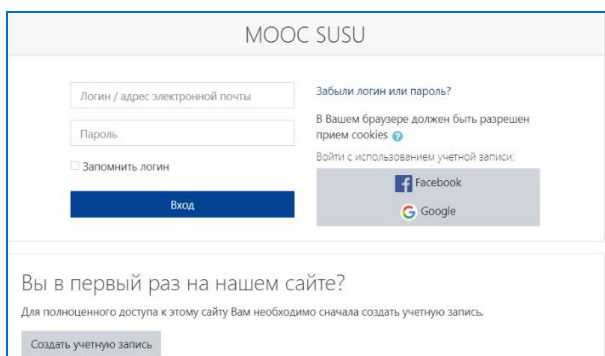 MOOC SUSU
Логин / адрес электронной почты
Пароль
Запомнить логин
Вход
Забыли логин или пароль?
В Вашем браузере должен быть разрешен
прием cookies
Войти с использованием учетной записи:
Facebook
Google
Вы в первый раз на нашем сайте?
Для полноценного доступа к этому сайту Вам необходимо сначала создать учетную запись.
Создать учетную запись